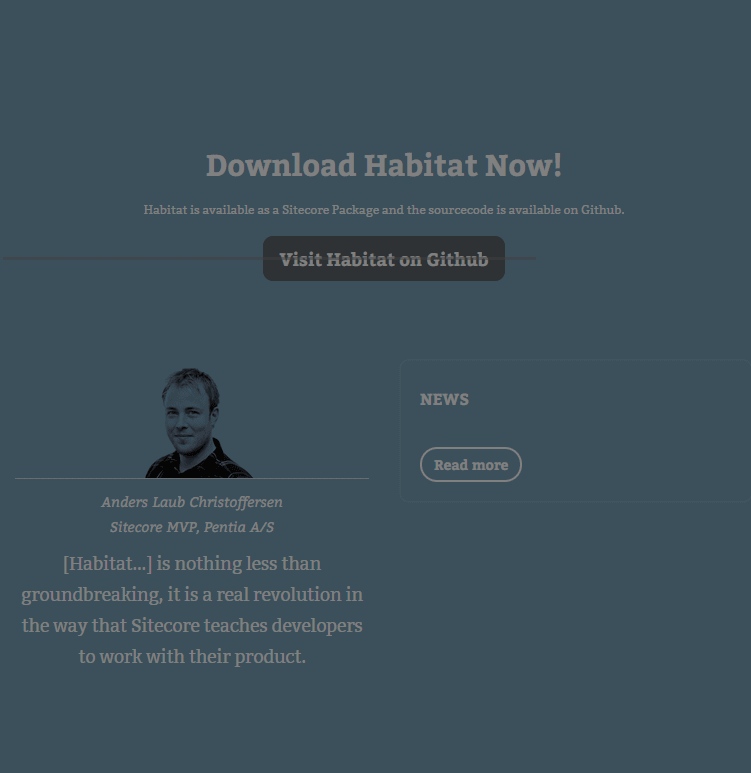 Download Habitat Now!
Habitat is available as a Sitecore Package and the sourcecode is available on Github.
Visit Habitat on Github
Anders Laub Christoffersen
Sitecore MVP, Pentia A/S
[Habitat...] is nothing less than
groundbreaking, it is a real revolution in
the way that Sitecore teaches developers
to work with their product.
NEWS
Read more